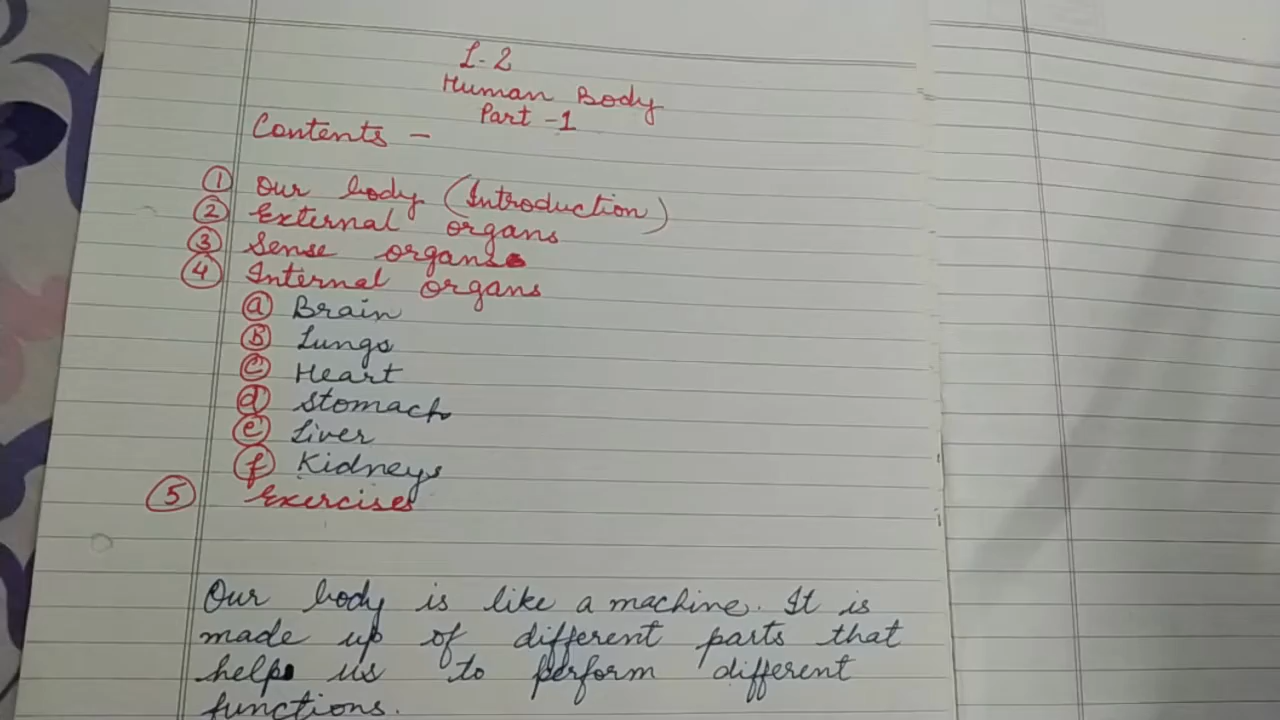 L-2
Human Body
Part -1
Contents -
① Our body (Introduction)
② External organs
③ Sense organs
④ Internal organs
ⓐ Brain
Ⓑ Lungs
ⓒ Heart
ⓓ Stomach
ⓔ Liver
ⓕ Kidneys
⑤ Exercises
Our body is like a machine. It is
made up of different parts that
help us to perform different
functions.